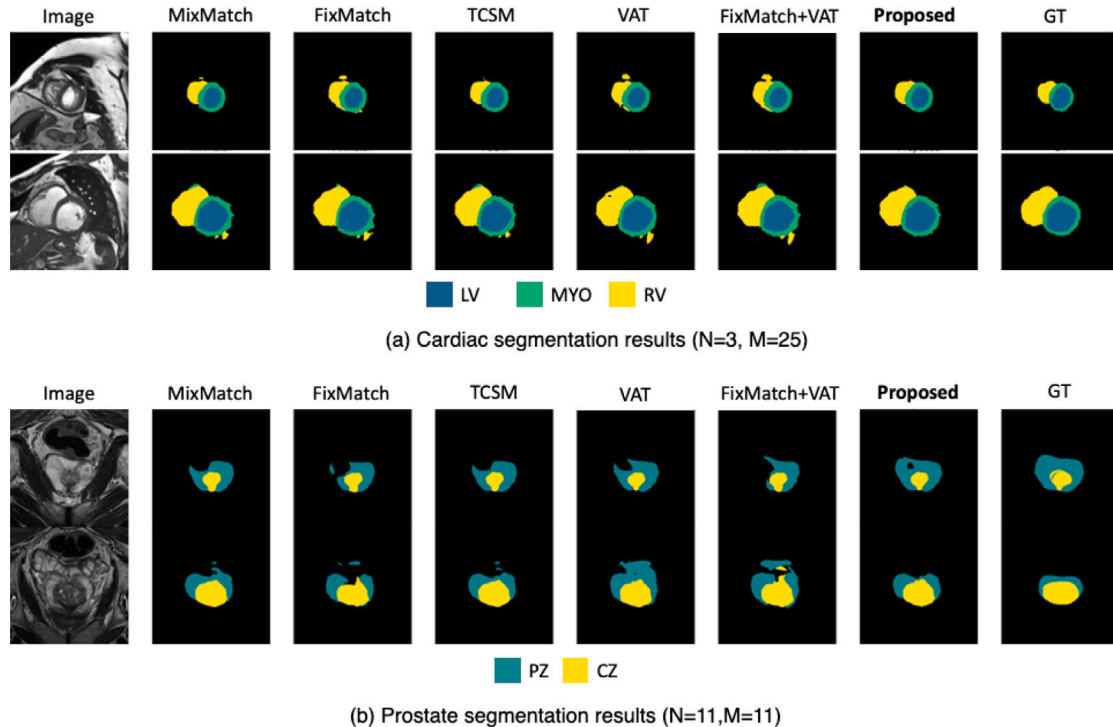 Image MixMatch FixMatch TCSM VAT FixMatch+VAT Proposed GT
LV MYO RV
(a) Cardiac segmentation results (N=3, M=25)
Image MixMatch FixMatch TCSM VAT FixMatch+VAT Proposed GT
PZ CZ
(b) Prostate segmentation results (N=11,M=11)